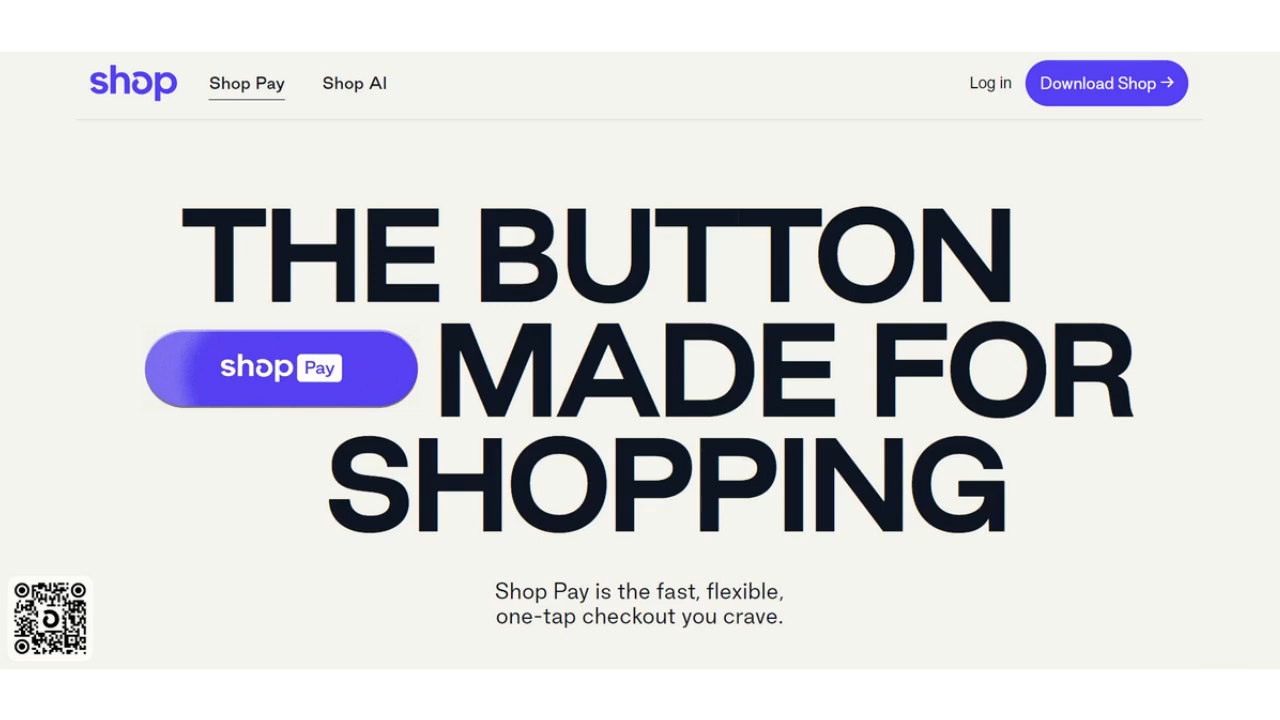 shop
Shop Pay
Shop AI
Log in
Download Shop →
THE BUTTON
shop Pay MADE FOR
SHOPPING
Shop Pay is the fast, flexible,
one-tap checkout you crave.